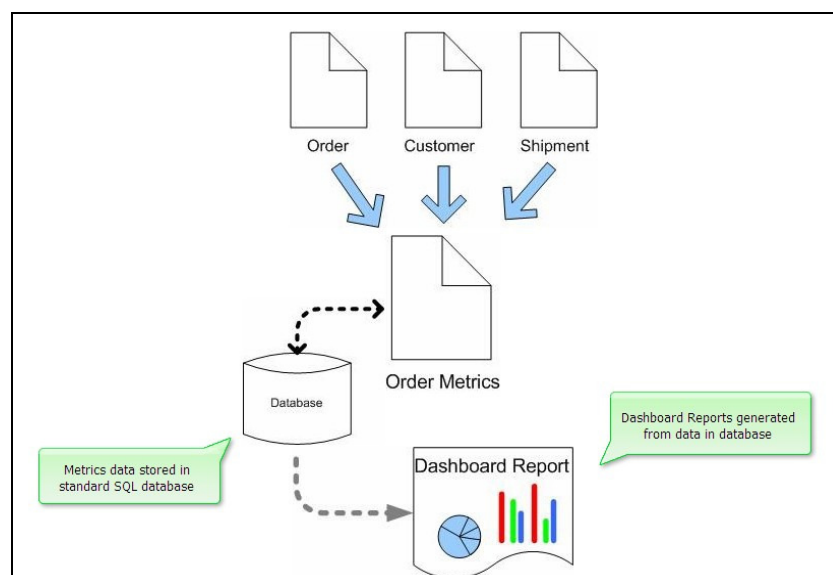 Order
Customer
Shipment
Order Metrics
Database
Dashboard Reports generated
from data in database
Metrics data stored in
standard SQL database
Dashboard Report